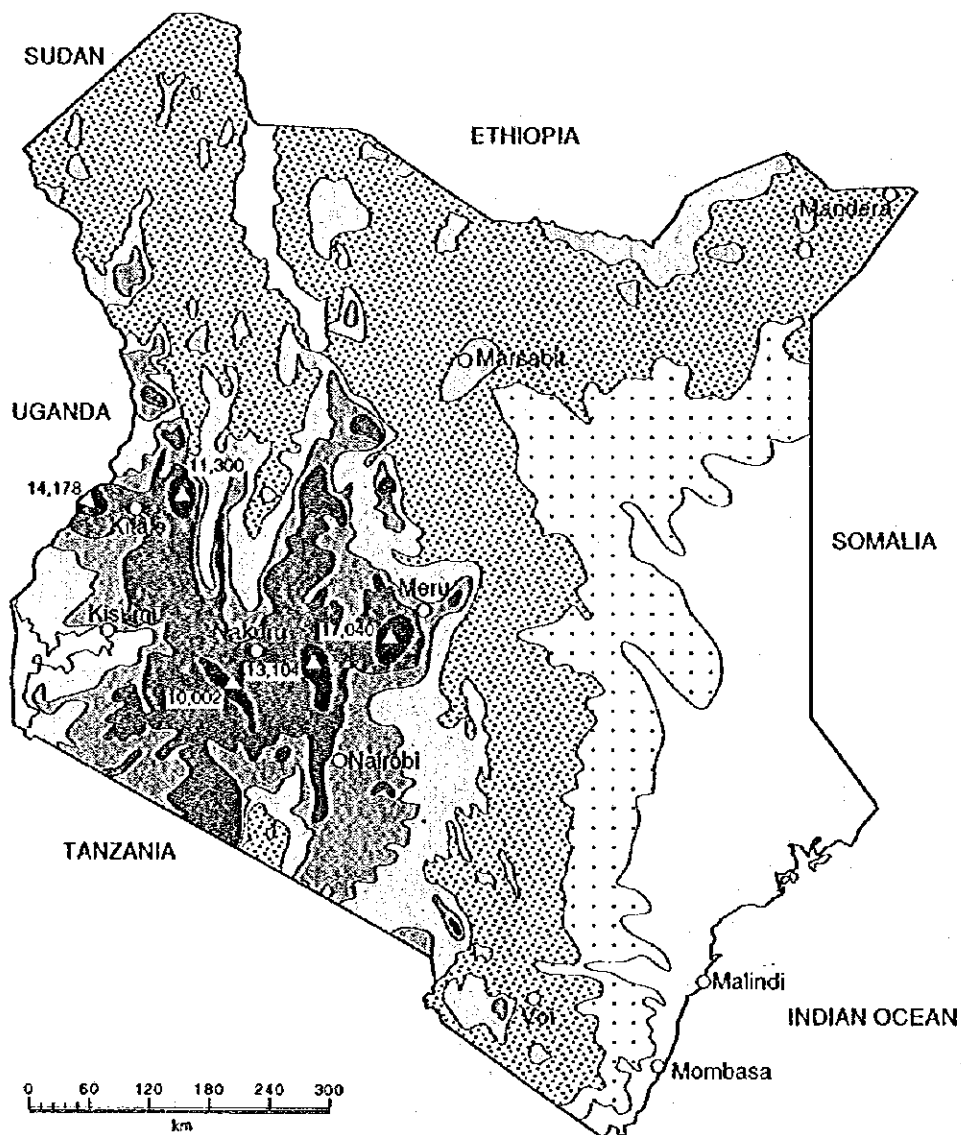 SUDAN
ETHIOPIA
Mandera
Marsabit
UGANDA
11,300
14,178
Kitale
SOMALIA
Meru
Kisumu
Nakuru
17,040
13,104
10,002
Nairobi
TANZANIA
Malindi
Voi
INDIAN OCEAN
Mombasa
0 60 120 180 240 300
km